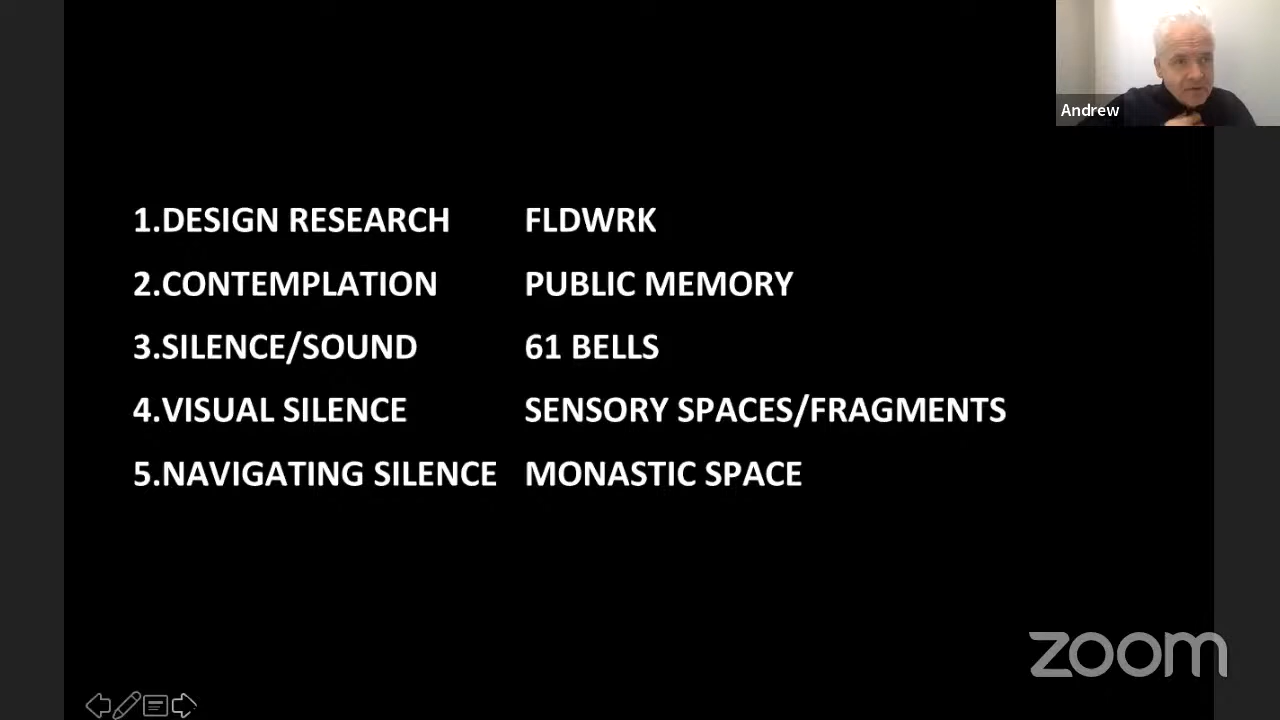 Andrew
1.DESIGN RESEARCH FLDWRK
2.CONTEMPLATION PUBLIC MEMORY
3.SILENCE/SOUND 61 BELLS
4.VISUAL SILENCE SENSORY SPACES/FRAGMENTS
5.NAVIGATING SILENCE MONASTIC SPACE
zoom